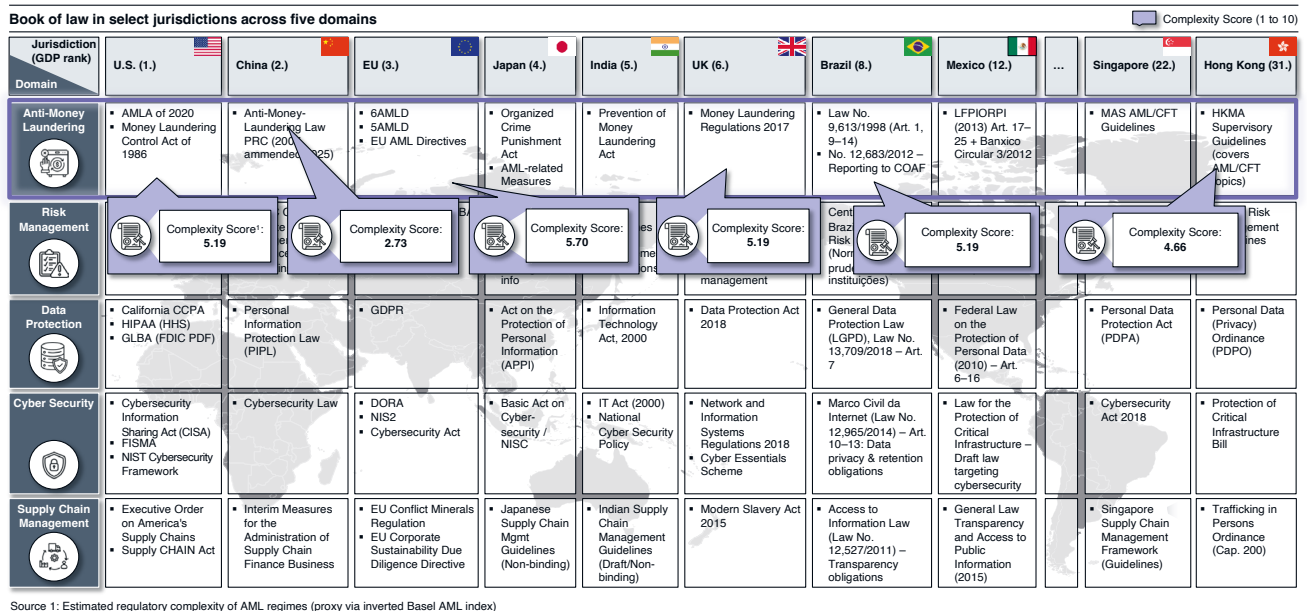 Book of law in select jurisdictions across five domains
Complexity Score (1 to 10)
Jurisdiction
(GDP rank)
Domain
U.S. (1.)
China (2.)
EU (3.)
Japan (4.)
India (5.)
UK (6.)
Brazil (8.)
Mexico (12.)
...
Singapore (22.)
Hong Kong (31.)
Anti-Money
Laundering
▪ AMLA of 2020
▪ Money Laundering
Control Act of
1986
▪ Anti-Money-
Laundering Law
PRC
ammended
▪ 6AMLD
▪ 5AMLD
▪ EU AML Directives
▪ Organized
Crime
Punishment
Act
▪ AML-related
Measures
▪ Prevention of
Money
Laundering
Act
▪ Money Laundering
Regulations 2017
▪ Law No.
9,613/1998 (Art. 1,
9–14)
▪ No. 12,683/2012 –
Reporting to COAF
▪ LFPIORPI
(2013) Art. 17–
25 + Banxico
Circular 3/2012
▪ MAS AML/CFT
Guidelines
▪ HKMA
Supervisory
Guidelines
(covers
AML/CFT
topics)
Risk
Management
Complexity Score¹:
5.19
Complexity Score:
2.73
Complexity Score:
5.70
Complexity Score:
5.19
Complexity Score:
5.19
Complexity Score:
4.66
info
management
instituições)
Risk
Data
Protection
▪ California CCPA
▪ HIPAA (HHS)
▪ GLBA (FDIC PDF)
▪ Personal
Information
Protection Law
(PIPL)
▪ GDPR
▪ Act on the
Protection of
Personal
Information
(APPI)
▪ Information
Technology
Act, 2000
▪ Data Protection Act
2018
▪ General Data
Protection Law
(LGPD), Law No.
13,709/2018 – Art.
7
▪ Federal Law
on the
Protection of
Personal Data
(2010) – Art.
6–16
▪ Personal Data
Protection Act
(PDPA)
▪ Personal Data
(Privacy)
Ordinance
(PDPO)
Cyber Security
▪ Cybersecurity
Information
Sharing Act (CISA)
▪ FISMA
▪ NIST Cybersecurity
Framework
▪ Cybersecurity Law
▪ DORA
▪ NIS2
▪ Cybersecurity Act
▪ Basic Act on
Cyber-
security /
NISC
▪ IT Act (2000)
▪ National
Cyber Security
Policy
▪ Network and
Information
Systems
Regulations 2018
▪ Cyber Essentials
Scheme
▪ Marco Civil da
Internet (Law No.
12,965/2014) – Art.
10–13: Data
privacy & retention
obligations
▪ Law for the
Protection of
Critical
Infrastructure –
Draft law
targeting
cybersecurity
▪ Cybersecurity
Act 2018
▪ Protection of
Critical
Infrastructure
Bill
Supply Chain
Management
▪ Executive Order
on America's
Supply Chains
▪ Supply CHAIN Act
▪ Interim Measures
for the
Administration of
Supply Chain
Finance Business
▪ EU Conflict Minerals
Regulation
▪ EU Corporate
Sustainability Due
Diligence Directive
▪ Japanese
Supply Chain
Mgmt
Guidelines
(Non-binding)
▪ Indian Supply
Chain
Management
Guidelines
(Draft/Non-
binding)
▪ Modern Slavery Act
2015
▪ Access to
Information Law
(Law No.
12,527/2011) –
Transparency
obligations
▪ General Law
Transparency
and Access to
Public
Information
(2015)
▪ Singapore
Supply Chain
Management
Framework
(Guidelines)
▪ Trafficking in
Persons
Ordinance
(Cap. 200)
Source 1: Estimated regulatory complexity of AML regimes (proxy via inverted Basel AML index)